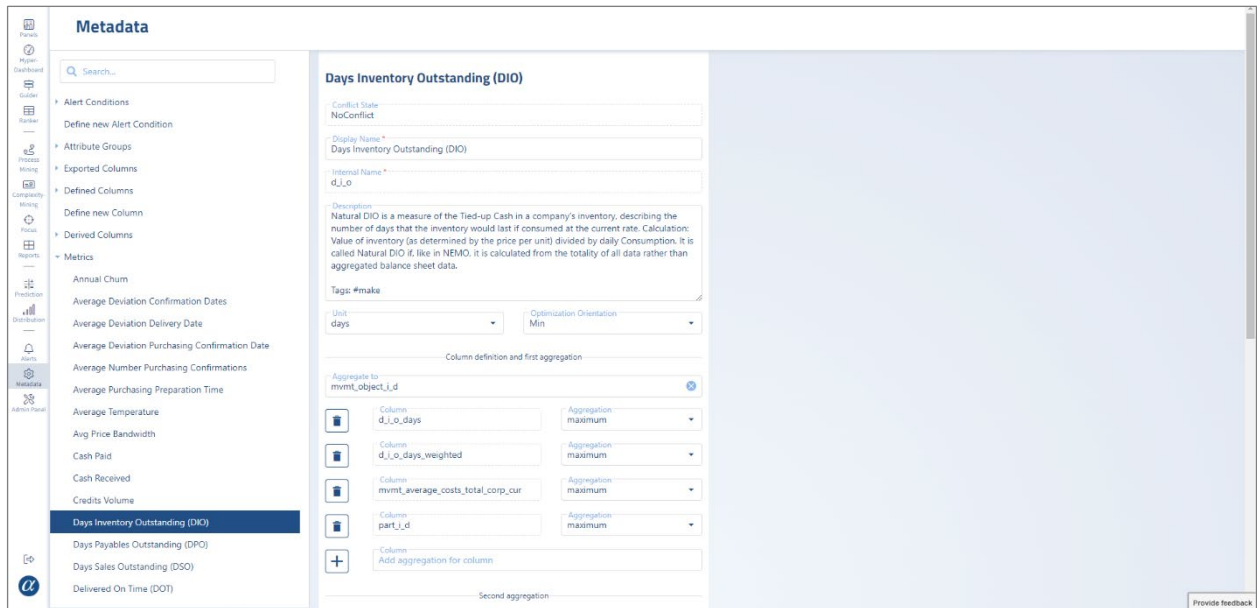 Metadata
Panels
Hyper-
Dashboard
Guider
Ranker
Process
Mining
Complexity-
Mining
Focus
Reports
Prediction
Distribution
Alerts
Metadata
Admin Panel
α
Search...
Alert Conditions
Define new Alert Condition
Attribute Groups
Exported Columns
Defined Columns
Define new Column
Derived Columns
Metrics
Annual Churn
Average Deviation Confirmation Dates
Average Deviation Delivery Date
Average Deviation Purchasing Confirmation Date
Average Number Purchasing Confirmations
Average Purchasing Preparation Time
Average Temperature
Avg Price Bandwidth
Cash Paid
Cash Received
Credits Volume
Days Inventory Outstanding (DIO)
Days Payables Outstanding (DPO)
Days Sales Outstanding (DSO)
Delivered On Time (DOT)
Days Inventory Outstanding (DIO)
Conflict State
NoConflict
Display Name *
Days Inventory Outstanding (DIO)
Internal Name *
d_i_o
Description
Natural DIO is a measure of the Tied-up Cash in a company's inventory, describing the
number of days that the inventory would last if consumed at the current rate. Calculation:
Value of inventory (as determined by the price per unit) divided by daily Consumption. It is
called Natural DIO if, like in NEMO, it is calculated from the totality of all data rather than
aggregated balance sheet data.
Tags: #make
Unit
days
Optimization Orientation
Min
Column definition and first aggregation
Aggregate to
mvmt_object_i_d
Column
d_i_o_days
Aggregation
maximum
Column
d_i_o_days_weighted
Aggregation
maximum
Column
mvmt_average_costs_total_corp_cur
Aggregation
maximum
Column
part_i_d
Aggregation
maximum
Column
Add aggregation for column
Second aggregation
Provide feedback